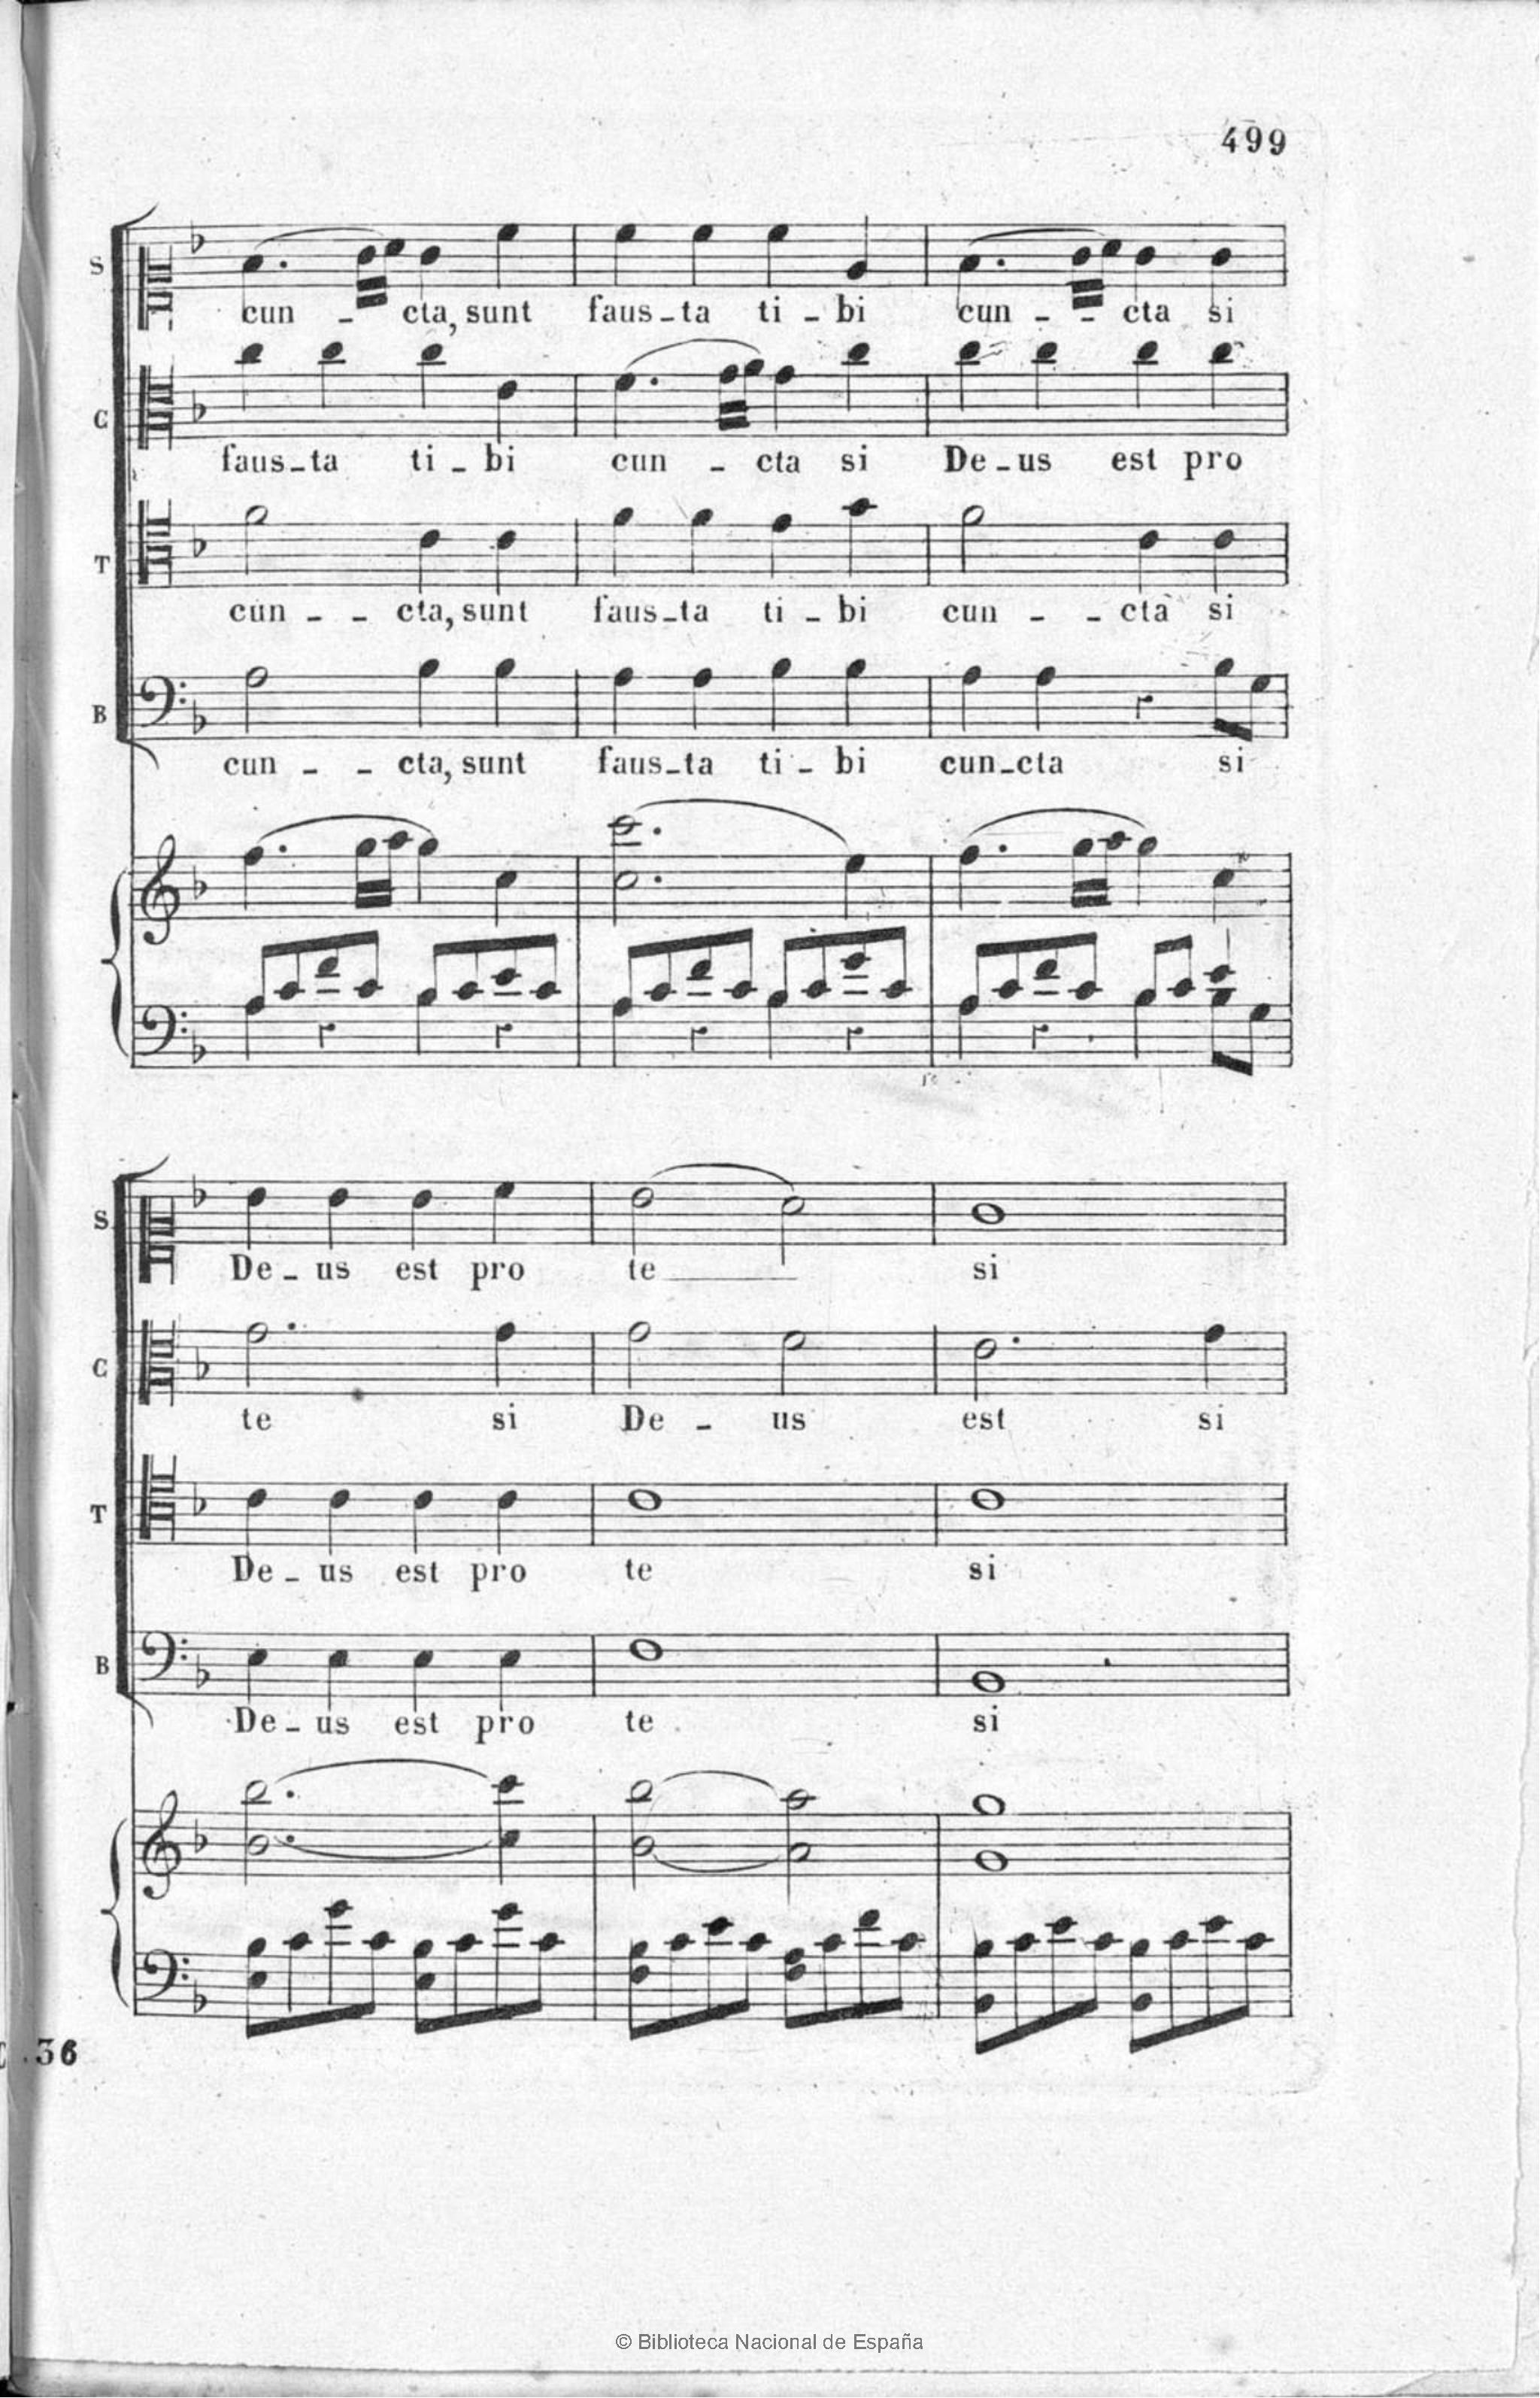 499
S
cun - cta, sunt faus - ta ti - bi cun - - cta si
C
faus - ta ti - bi cun - cta si De - us est pro
T
cun - - cta, sunt faus - ta ti - bi cun - - cta si
B
cun - - cta, sunt faus - ta ti - bi cun - cta si
S.
De - us est pro te si
C
te si De - us est si
T
De - us est pro te si
B
De - us est pro te si
36
© Biblioteca Nacional de España